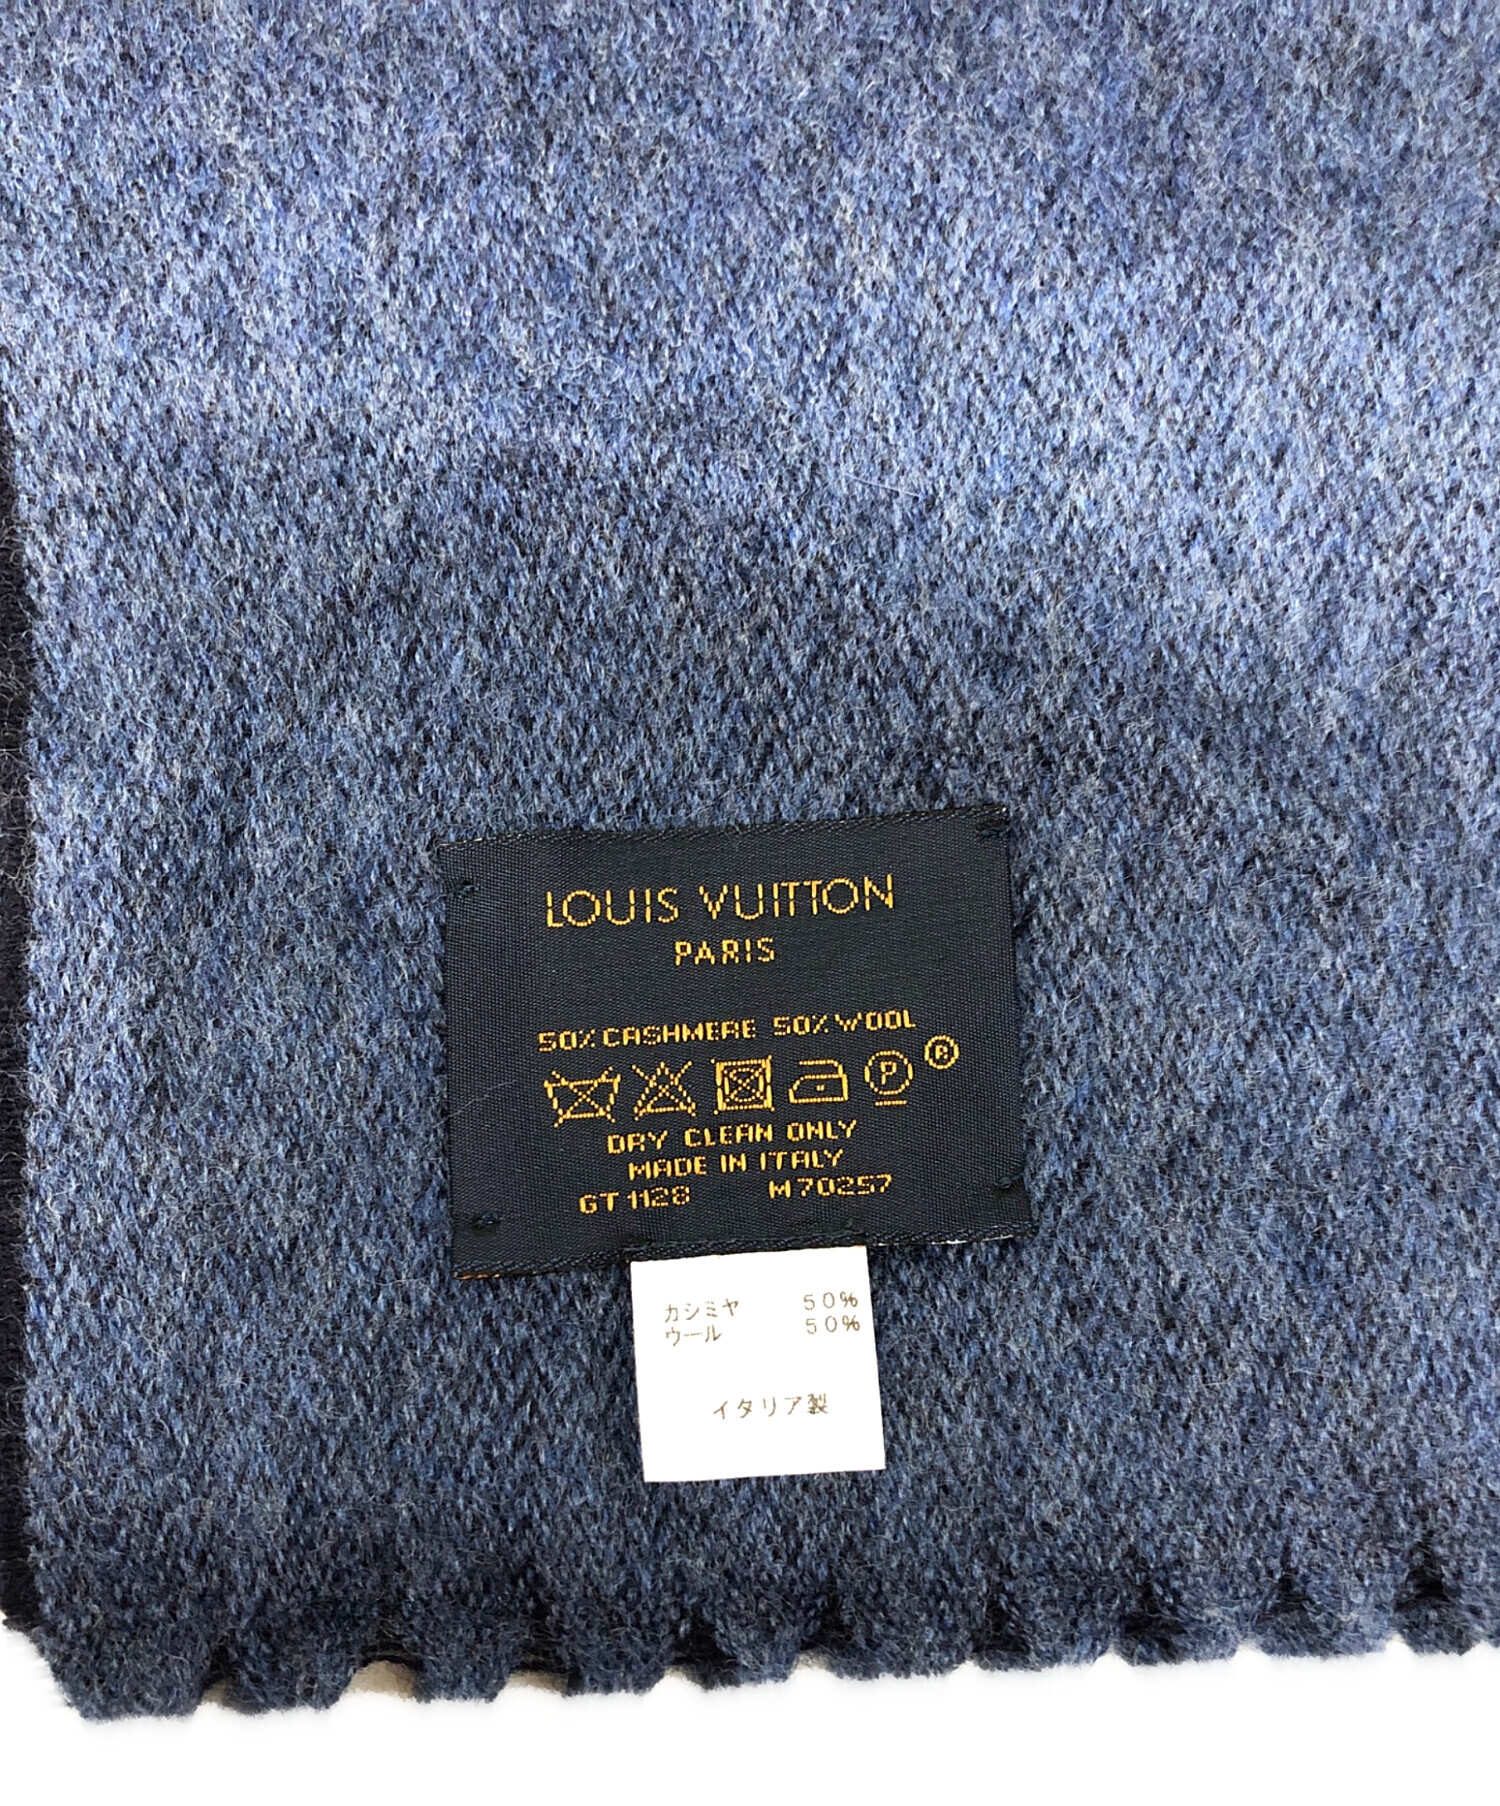 LOUIS VUITTON
PARIS
50% CASHMERE 50% WOOL
P ®
DRY CLEAN ONLY
MADE IN ITALY
GT1128 M70257
カシミヤ 50%
ウール 50%
イタリア製